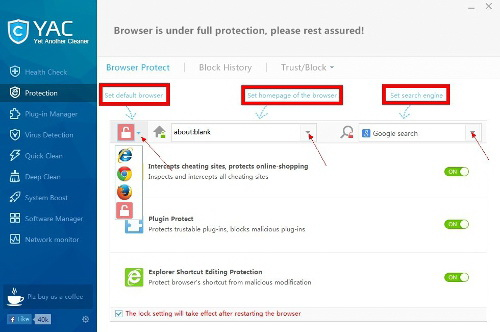 YAC
Yet Another Cleaner
Browser is under full protection, please rest assured!
Browser Protect
Block History
Trust/Block
Set default browser
Set homepage of the browser
Set search engine
about:blank
Google search
Health Check
Protection
Plug-in Manager
Virus Detection
Quick Clean
Deep Clean
System Boost
Software Manager
Network monitor
Intercepts cheating sites, protects online-shopping
Inspects and intercepts all cheating sites
ON
Plugin Protect
Protects trustable plug-ins, blocks malicious plug-ins
ON
Explorer Shortcut Editing Protection
Protect browser's shortcut from malicious modification
ON
Plz buy us a coffee
Like 40k
The lock setting will take effect after restarting the browser